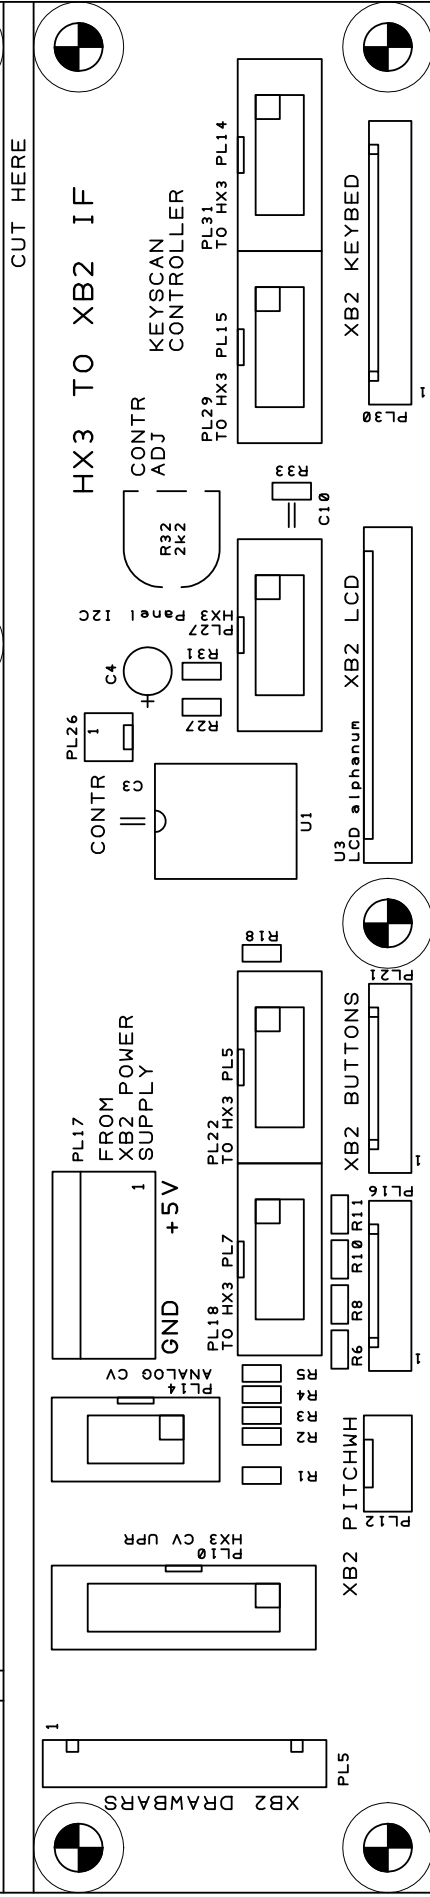 CUT HERE
HX3 TO XB2 IF
KEYSCAN
CONTROLLER
PL31
TO HX3 PL14
PL29
TO HX3 PL15
XB2 KEYBED
PL30
1
CONTR
ADJ
R32
2k2
R33
C10
HX3 Panel I2C
PL27
R31
R27
C4
PL26
1
CONTR
C3
U1
XB2 LCD
U3
LCD alphanum
R18
PL21
XB2 BUTTONS
1
PL17
FROM
XB2 POWER
SUPPLY
1
GND +5V
PL22
TO HX3 PL5
PL18
TO HX3 PL7
PL16
1
R11
R10
R8
R6
ANALOG CV
PL14
R5
R4
R3
R2
R1
XB2 PITCHWH
PL12
HX3 CV UPR
PL10
1
PL5
XB2 DRAWBARS